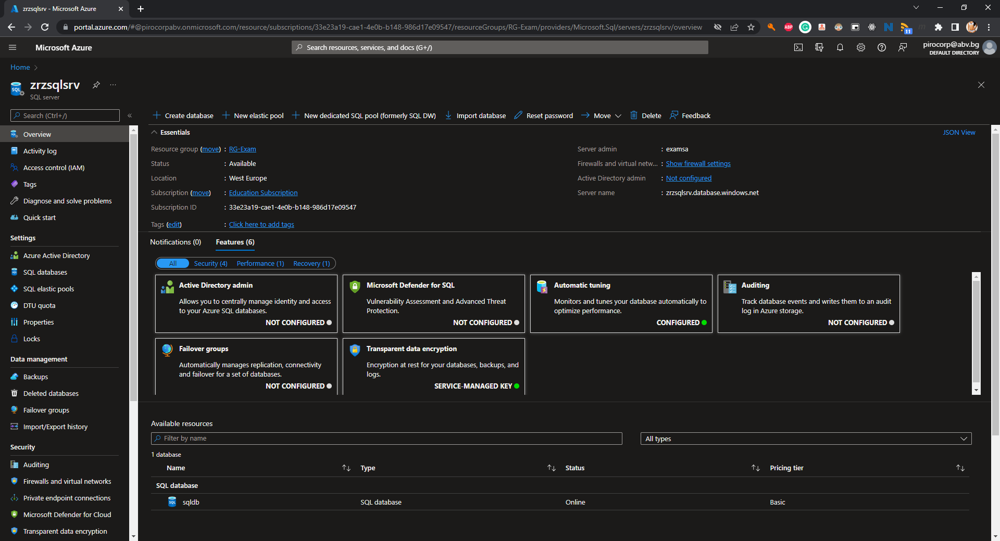 zrzsqlsrv - Microsoft Azure
portal.azure.com/#@pirocorpabv.onmicrosoft.com/resource/subscriptions/33e23a19-cae1-4e0b-b148-986d17e09547/resourceGroups/RG-Exam/providers/Microsoft.Sql/servers/zrzsqlsrv/overview
ABP
11
Microsoft Azure
Search resources, services, and docs (G+/)
pirocorp@abv.bg
DEFAULT DIRECTORY
Home
SQL
zrzsqlsrv
SQL server
Search (Ctrl+/)
Create database
New elastic pool
New dedicated SQL pool (formerly SQL DW)
Import database
Reset password
Move
Delete
Feedback
Overview
Activity log
Access control (IAM)
Tags
Diagnose and solve problems
Quick start
Settings
Azure Active Directory
SQL databases
SQL elastic pools
DTU quota
Properties
Locks
Data management
Backups
Deleted databases
Failover groups
Import/Export history
Security
Auditing
Firewalls and virtual networks
Private endpoint connections
Microsoft Defender for Cloud
Transparent data encryption
Essentials
JSON View
Resource group (move) : RG-Exam
Status : Available
Location : West Europe
Subscription (move) : Education Subscription
Subscription ID : 33e23a19-cae1-4e0b-b148-986d17e09547
Tags (edit) : Click here to add tags
Server admin : examsa
Firewalls and virtual netw... : Show firewall settings
Active Directory admin : Not configured
Server name : zrzsqlsrv.database.windows.net
Notifications (0)
Features (6)
All
Security (4)
Performance (1)
Recovery (1)
Active Directory admin
Allows you to centrally manage identity and access
to your Azure SQL databases.
NOT CONFIGURED
Microsoft Defender for SQL
Vulnerability Assessment and Advanced Threat
Protection.
NOT CONFIGURED
Automatic tuning
Monitors and tunes your database automatically to
optimize performance.
CONFIGURED
Auditing
Track database events and writes them to an audit
log in Azure storage.
NOT CONFIGURED
Failover groups
Automatically manages replication, connectivity
and failover for a set of databases.
NOT CONFIGURED
Transparent data encryption
Encryption at rest for your databases, backups, and
logs.
SERVICE-MANAGED KEY
Available resources
Filter by name
All types
1 database
Name
Type
Status
Pricing tier
SQL database
SQL
sqldb
SQL database
Online
Basic